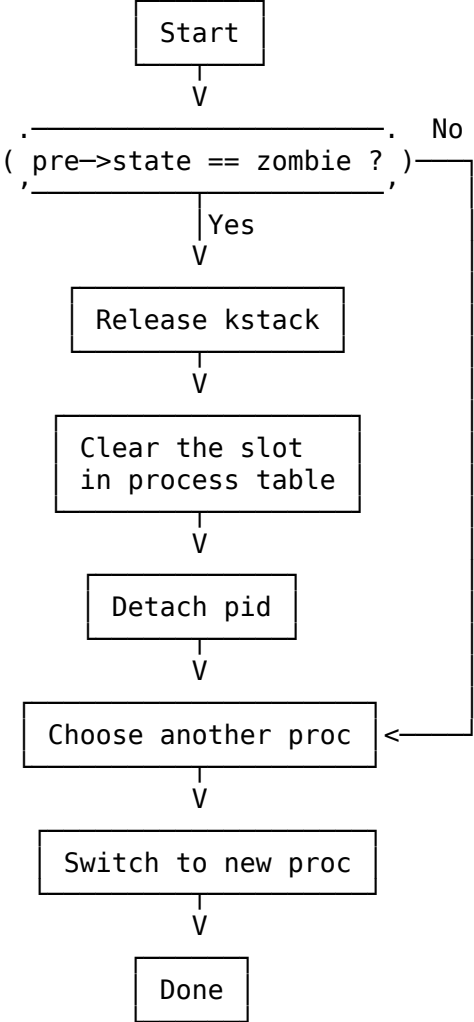 Start
No
pre->state == zombie ?
Yes
Release kstack
Clear the slot
in process table
Detach pid
Choose another proc
Switch to new proc
Done